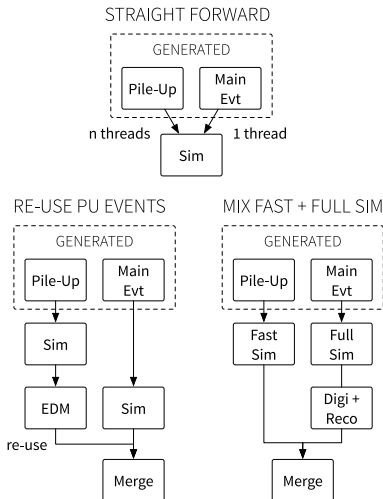 STRAIGHT FORWARD
GENERATED
Pile-Up
Main
Evt
n threads
1 thread
Sim
RE-USE PU EVENTS
GENERATED
Pile-Up
Main
Evt
Sim
EDM
Sim
re-use
Merge
MIX FAST + FULL SIM
GENERATED
Pile-Up
Main
Evt
Fast
Sim
Full
Sim
Digi +
Reco
Merge